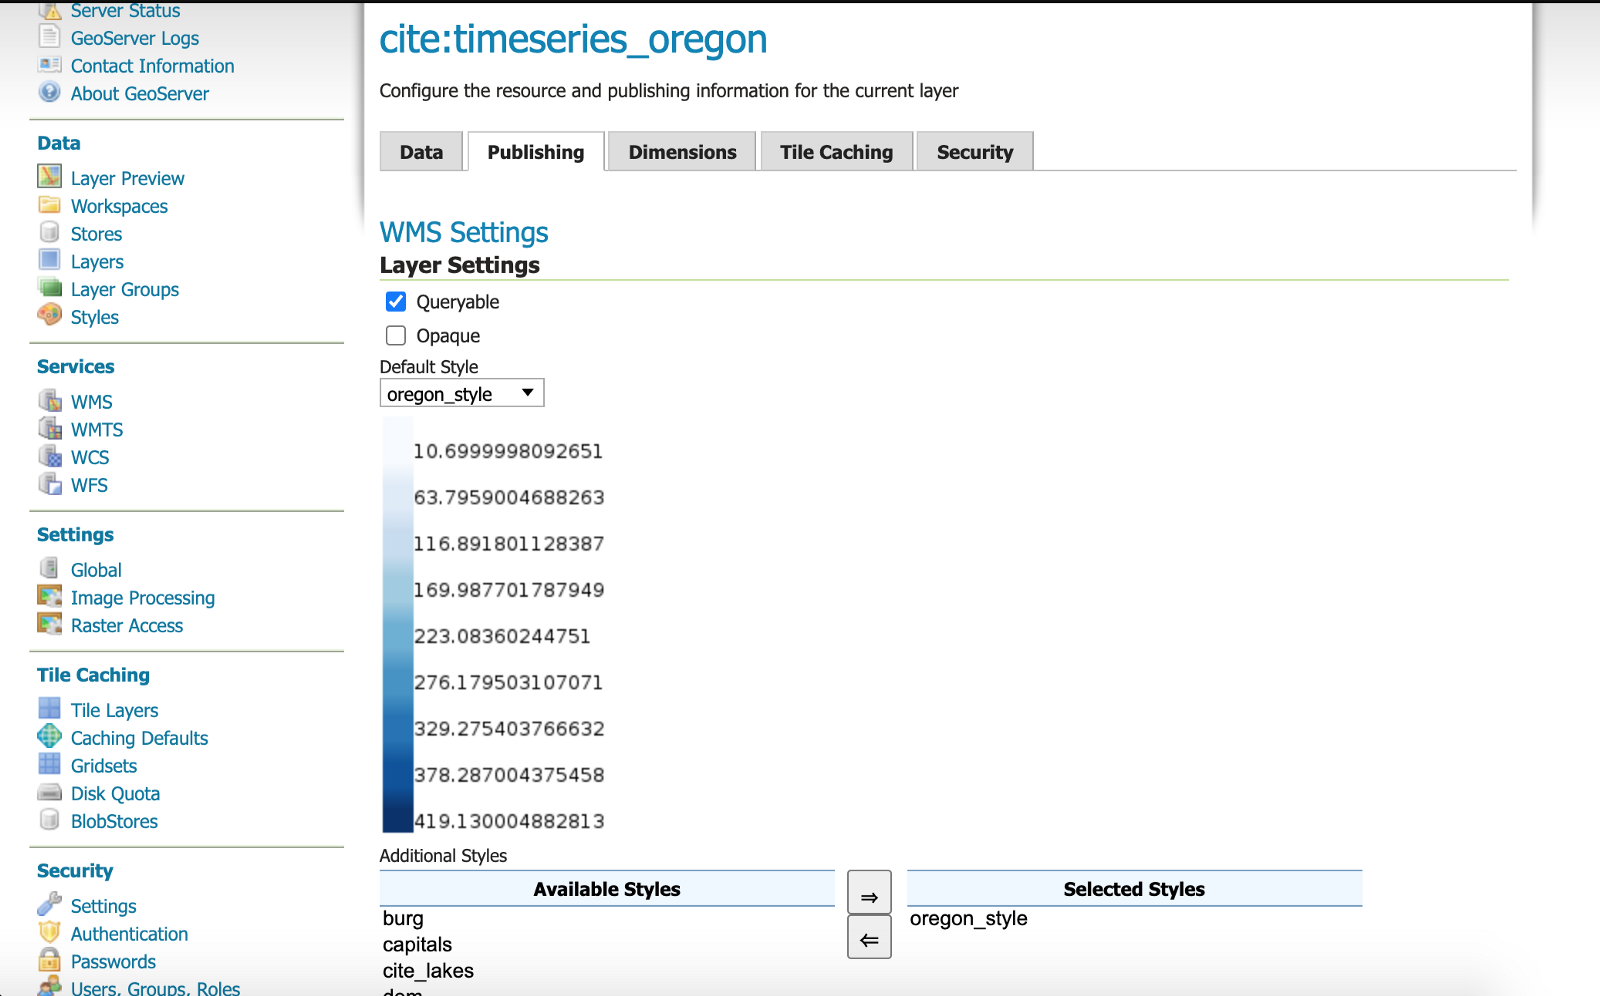 Server Status
GeoServer Logs
Contact Information
About GeoServer
Data
Layer Preview
Workspaces
Stores
Layers
Layer Groups
Styles
Services
WMS
WMTS
WCS
WFS
Settings
Global
Image Processing
Raster Access
Tile Caching
Tile Layers
Caching Defaults
Gridsets
Disk Quota
BlobStores
Security
Settings
Authentication
Passwords
Users, Groups, Roles
cite:timeseries_oregon
Configure the resource and publishing information for the current layer
Data Publishing Dimensions Tile Caching Security
WMS Settings
Layer Settings
Queryable
Opaque
Default Style
oregon_style
10.6999998092651
63.7959004688263
116.891801128387
169.987701787949
223.08360244751
276.179503107071
329.275403766632
378.287004375458
419.130004882813
Additional Styles
Available Styles ⇒ Selected Styles
burg oregon_style
capitals ⇐
cite_lakes
dem